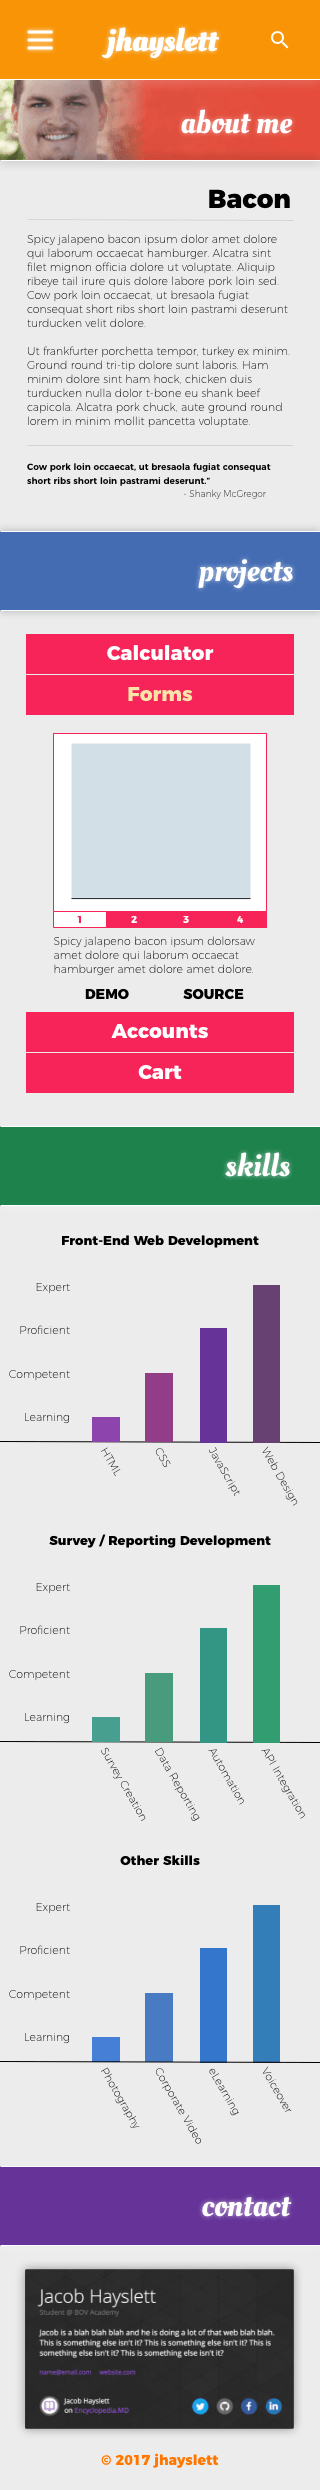 jhayslett
about me
Bacon
Spicy jalapeno bacon ipsum dolor amet dolore
qui laborum occaecat hamburger. Alcatra sint
filet mignon officia dolore ut voluptate. Aliquip
ribeye tail irure quis dolore labore pork loin sed.
Cow pork loin occaecat, ut bresaola fugiat
consequat short ribs short loin pastrami deserunt
turducken velit dolore.
Ut frankfurter porchetta tempor, turkey ex minim.
Ground round tri-tip dolore sunt laboris. Ham
minim dolore sint ham hock, chicken duis
turducken nulla dolor t-bone eu shank beef
capicola. Alcatra pork chuck, aute ground round
lorem in minim mollit pancetta voluptate.
Cow pork loin occaecat, ut bresaola fugiat consequat
short ribs short loin pastrami deserunt."
- Shanky McGregor
projects
Calculator
Forms
1 2 3 4
Spicy jalapeno bacon ipsum dolorsaw
amet dolore qui laborum occaecat
hamburger amet dolore amet dolore.
DEMO SOURCE
Accounts
Cart
skills
Front-End Web Development
Expert
Proficient
Competent
Learning
HTML
CSS
JavaScript
Web Design
Survey / Reporting Development
Expert
Proficient
Competent
Learning
Survey Creation
Data Reporting
Automation
API Integration
Other Skills
Expert
Proficient
Competent
Learning
Photography
Corporate Video
eLearning
Voiceover
contact
Jacob Hayslett
Student @ BOV Academy
Jacob is a blah blah blah and he is doing a lot of that web blah blah.
This is something else isn't it? This is something else isn't it? This is
something else isn't it? This is something else isn't it?
name@email.com website.com
Jacob Hayslett
on Encyclopedia.MD
© 2017 jhayslett